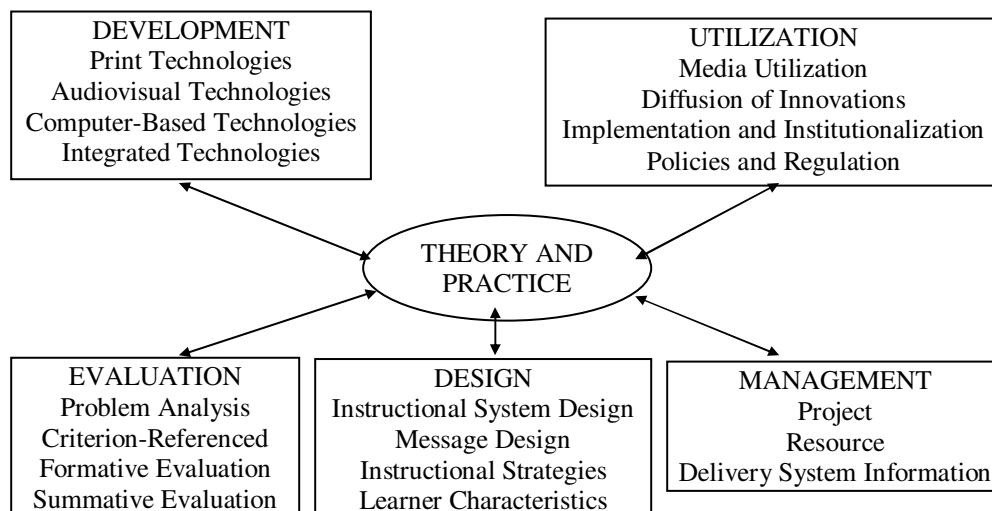 DEVELOPMENT
Print Technologies
Audiovisual Technologies
Computer-Based Technologies
Integrated Technologies
UTILIZATION
Media Utilization
Diffusion of Innovations
Implementation and Institutionalization
Policies and Regulation
THEORY AND
PRACTICE
EVALUATION
Problem Analysis
Criterion-Referenced
Formative Evaluation
Summative Evaluation
DESIGN
Instructional System Design
Message Design
Instructional Strategies
Learner Characteristics
MANAGEMENT
Project
Resource
Delivery System Information